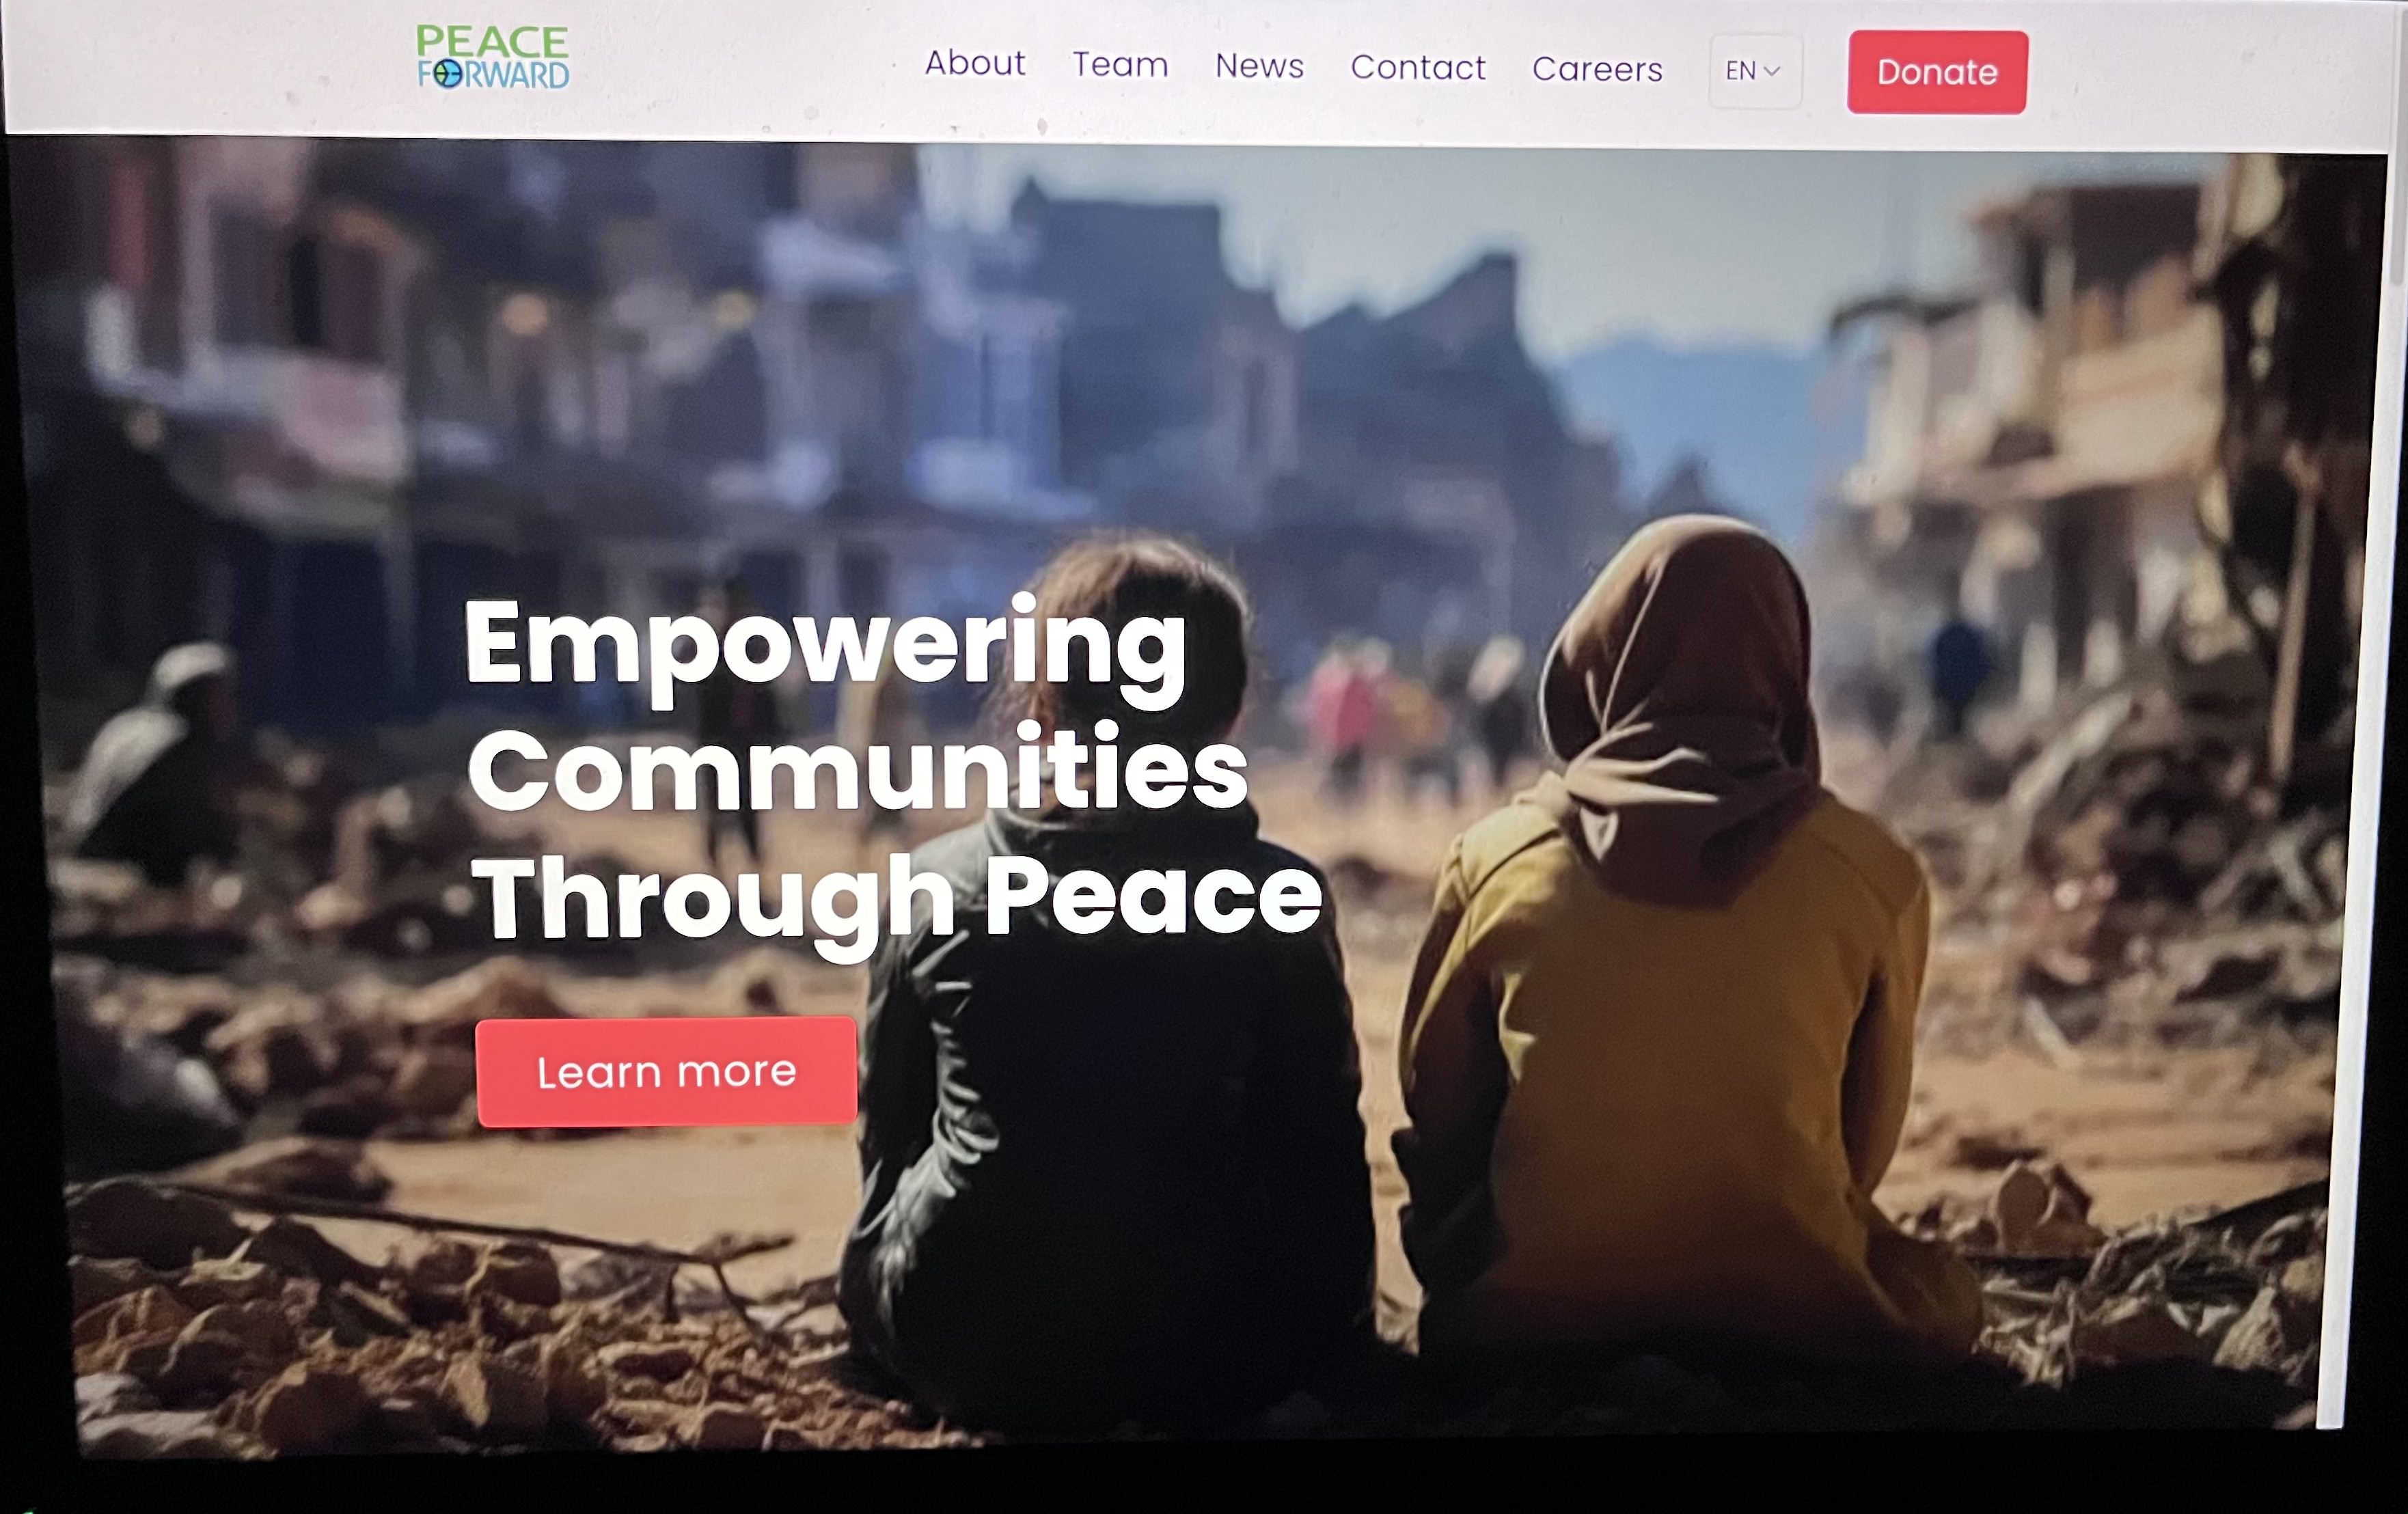 PEACE
FORWARD
About Team News Contact Careers EN Donate
Empowering
Communities
Through Peace
Learn more